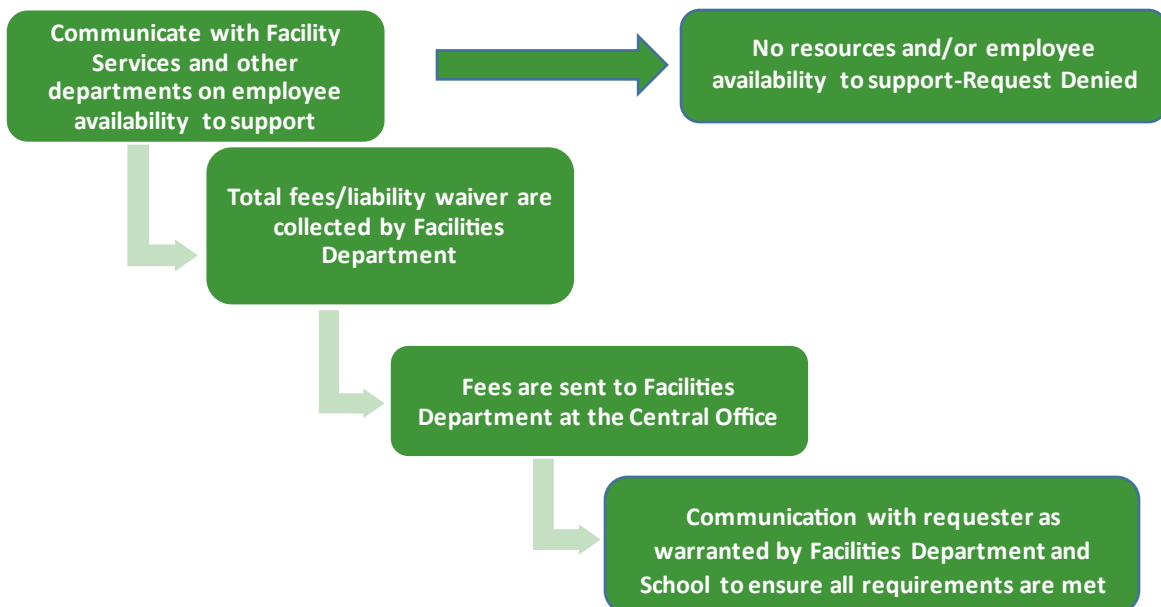 Communicate with Facility
Services and other
departments on employee
availability to support
No resources and/or employee
availability to support-Request Denied
Total fees/liability waiver are
collected by Facilities
Department
Fees are sent to Facilities
Department at the Central Office
Communication with requester as
warranted by Facilities Department and
School to ensure all requirements are met